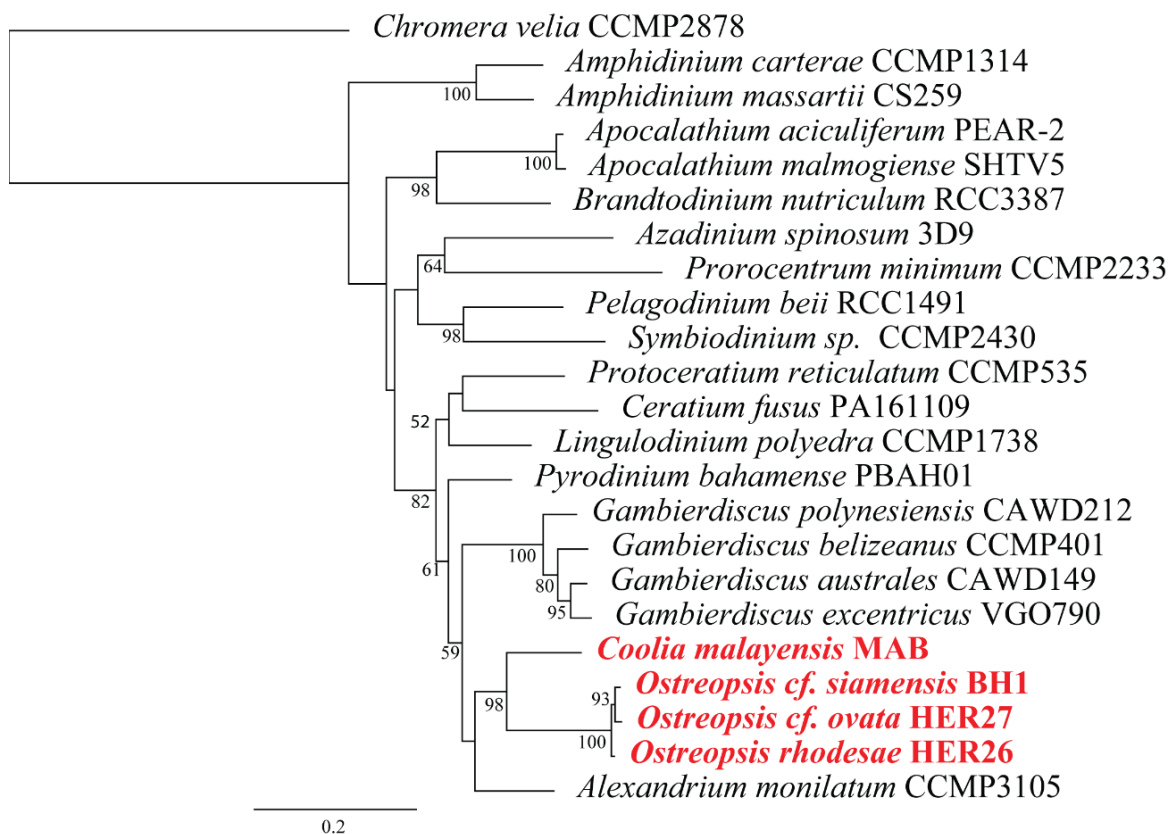 Chromera velia CCMP2878
Amphidinium carterae CCMP1314
100
Amphidinium massartii CS259
Apocalathium aciculiferum PEAR-2
100
Apocalathium malmogiense SHTV5
98
Brandtodinium nutriculum RCC3387
Azadinium spinosum 3D9
64
Prorocentrum minimum CCMP2233
Pelagodinium beii RCC1491
98
Symbiodinium sp. CCMP2430
Protoceratium reticulatum CCMP535
Ceratium fusus PA161109
52
Lingulodinium polyedra CCMP1738
Pyrodinium bahamense PBAH01
82
Gambierdiscus polynesiensis CAWD212
100
Gambierdiscus belizeanus CCMP401
61
80
Gambierdiscus australes CAWD149
95
Gambierdiscus excentricus VGO790
59
Coolia malayensis MAB
Ostreopsis cf. siamensis BH1
93
98
Ostreopsis cf. ovata HER27
100
Ostreopsis rhodesae HER26
Alexandrium monilatum CCMP3105
0.2